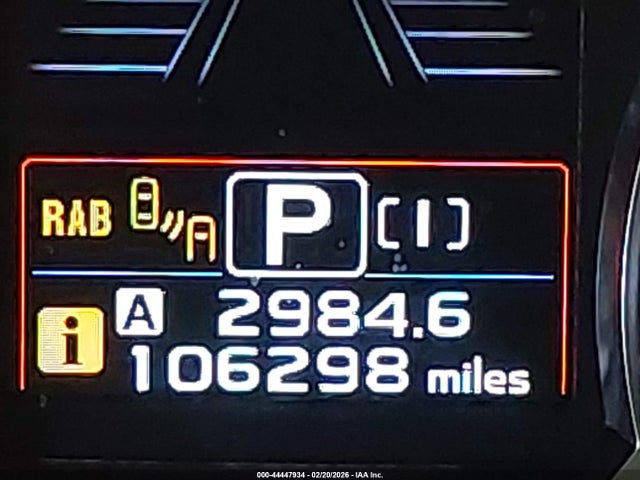 RAB P [I]
i A 2984.6
106298 miles
000-44447934 - 02/20/2026 - IAA Inc.